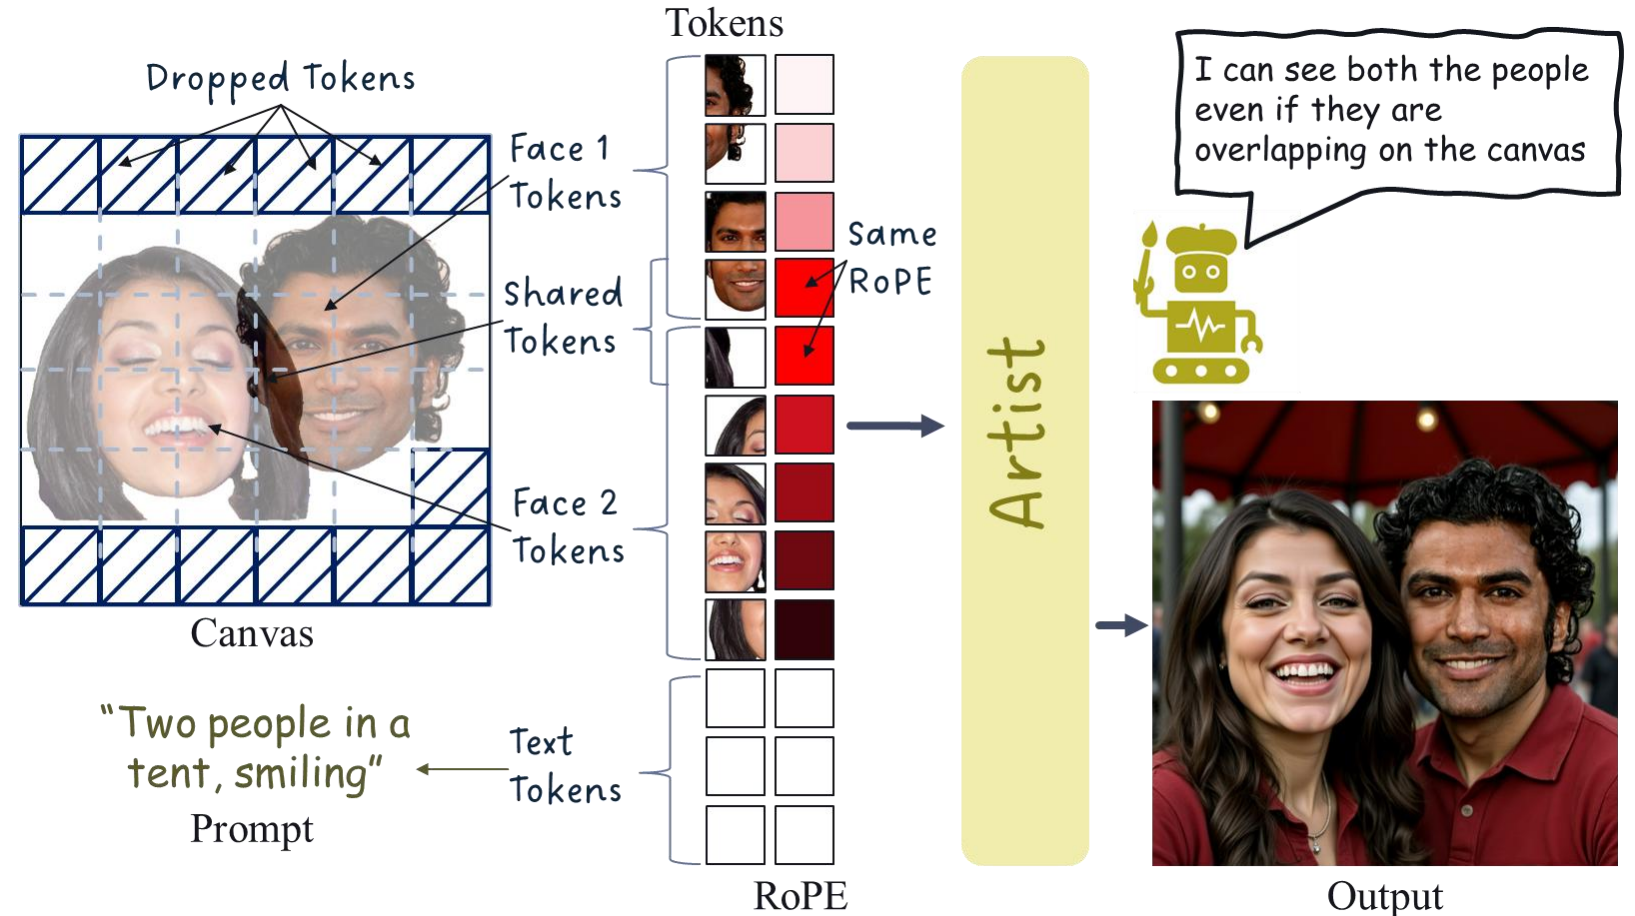 Tokens
Dropped Tokens
Face 1
Tokens
Shared
Tokens
Face 2
Tokens
Canvas
"Two people in a
tent, smiling"
Prompt
Text
Tokens
Same
RoPE
RoPE
Artist
I can see both the people
even if they are
overlapping on the canvas
Output